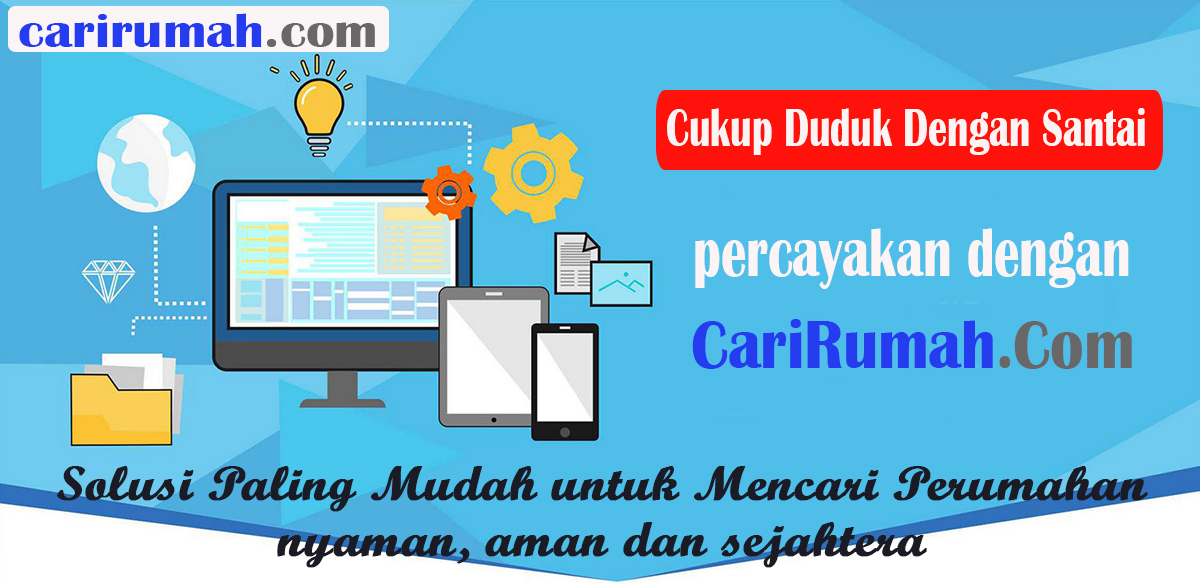 carirumah.com
Cukup Duduk Dengan Santai
percayakan dengan
CariRumah.Com
Solusi Paling Mudah untuk Mencari Perumahan
nyaman, aman dan sejahtera